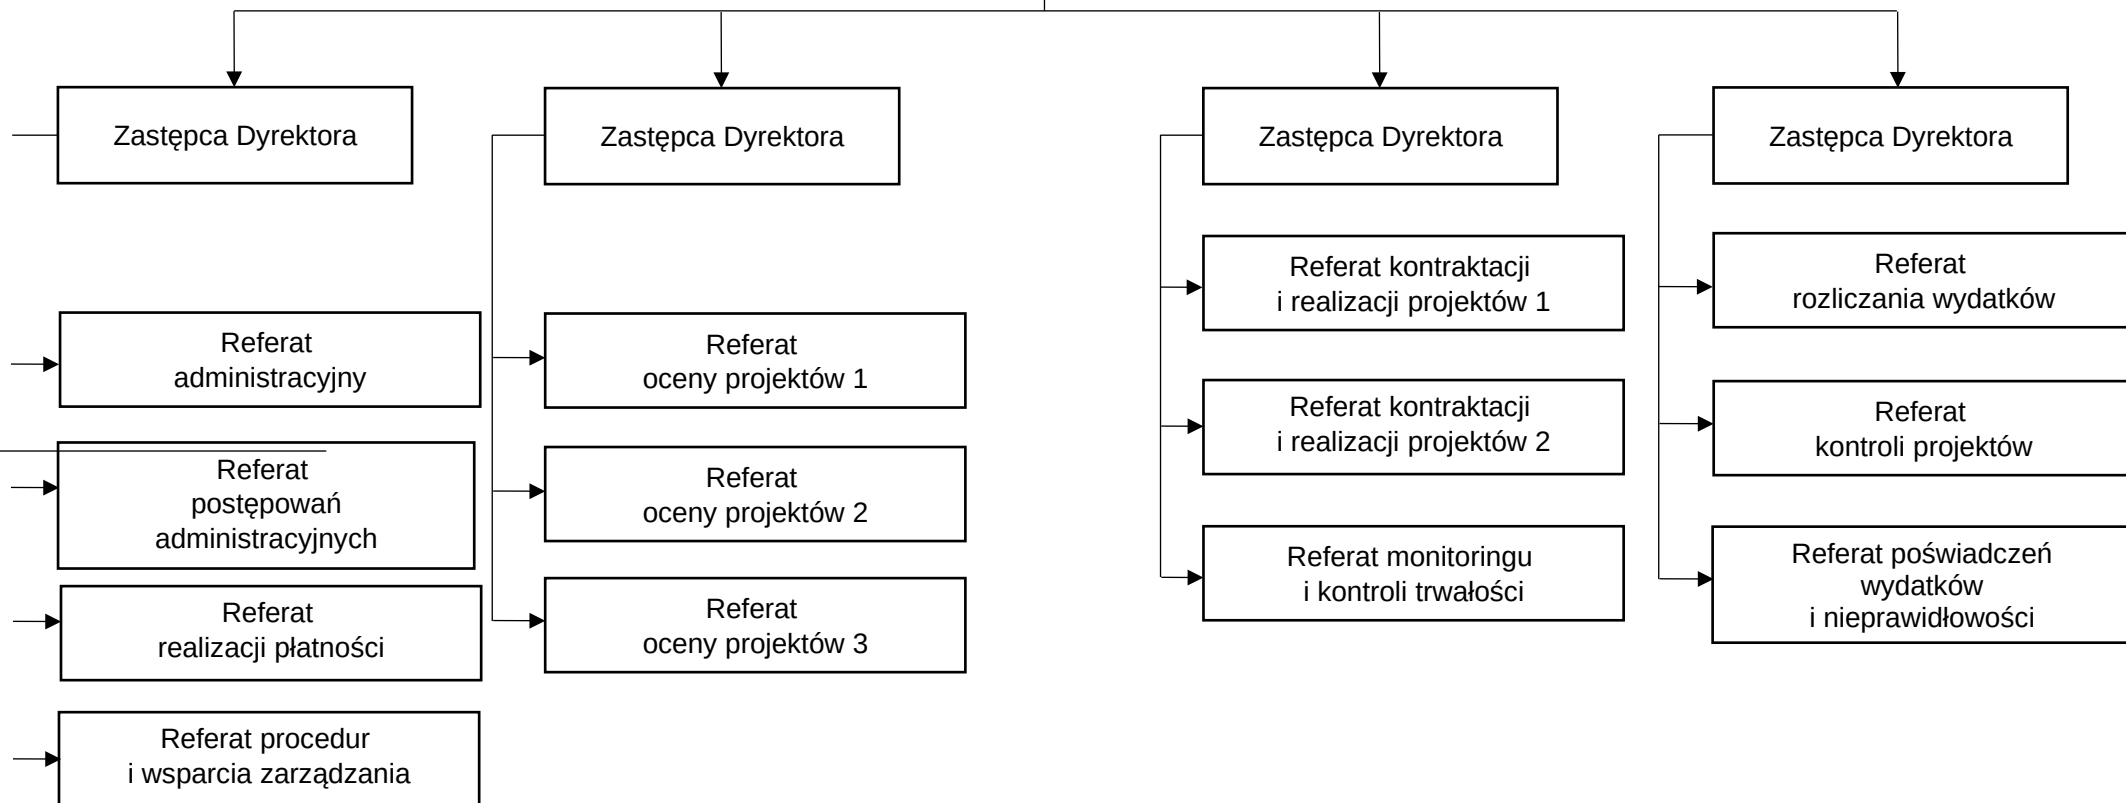 Zastępca Dyrektora
Zastępca Dyrektora
Zastępca Dyrektora
Zastępca Dyrektora
Referat
administracyjny
Referat
postępowań
administracyjnych
Referat
realizacji płatności
Referat procedur
i wsparcia zarządzania
Referat
oceny projektów 1
Referat
oceny projektów 2
Referat
oceny projektów 3
Referat kontraktacji
i realizacji projektów 1
Referat kontraktacji
i realizacji projektów 2
Referat monitoringu
i kontroli trwałości
Referat
rozliczania wydatków
Referat
kontroli projektów
Referat poświadczeń
wydatków
i nieprawidłowości